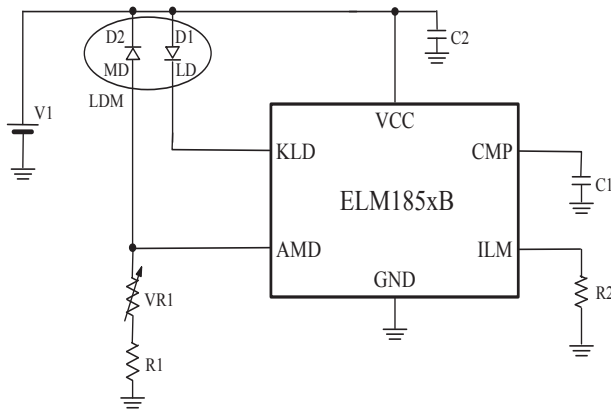 D2
D1
C2
MD
LD
LDM
V1
VCC
KLD
CMP
C1
ELM185xB
AMD
ILM
GND
VR1
R2
R1